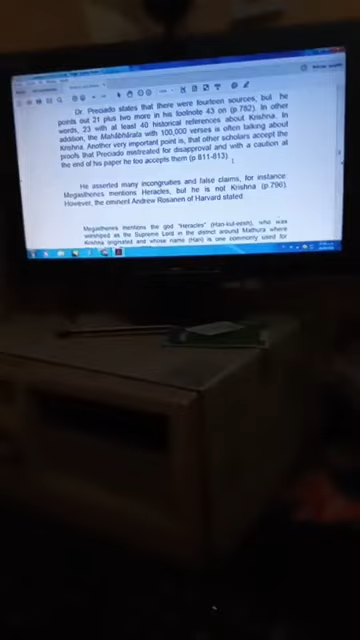 Dr. Preciado states that there were fourteen sources, but he
points out 21 plus two more in his footnote 43 on (p 782). In other
words, 23 with at least 40 historical references about Krishna. In
addition, the Mahābhārata with 100,000 verses is often talking about
Krishna. Another very important point is, that other scholars accept the
proofs that Preciado mistreated for disapproval and with a caution at
the end of his paper he too accepts them (p 811-813).
He asserted many incongruities and false claims, for instance
Megasthenes mentions Heracles, but he is not Krishna (p 796).
However, the eminent Andrew Rosanen of Harvard stated
Megasthenes mentions the god "Heracles" who was
worshiped as the Supreme Lord in the district around Mathura where
Krishna originated and whose name (Hari) is one commonly used for